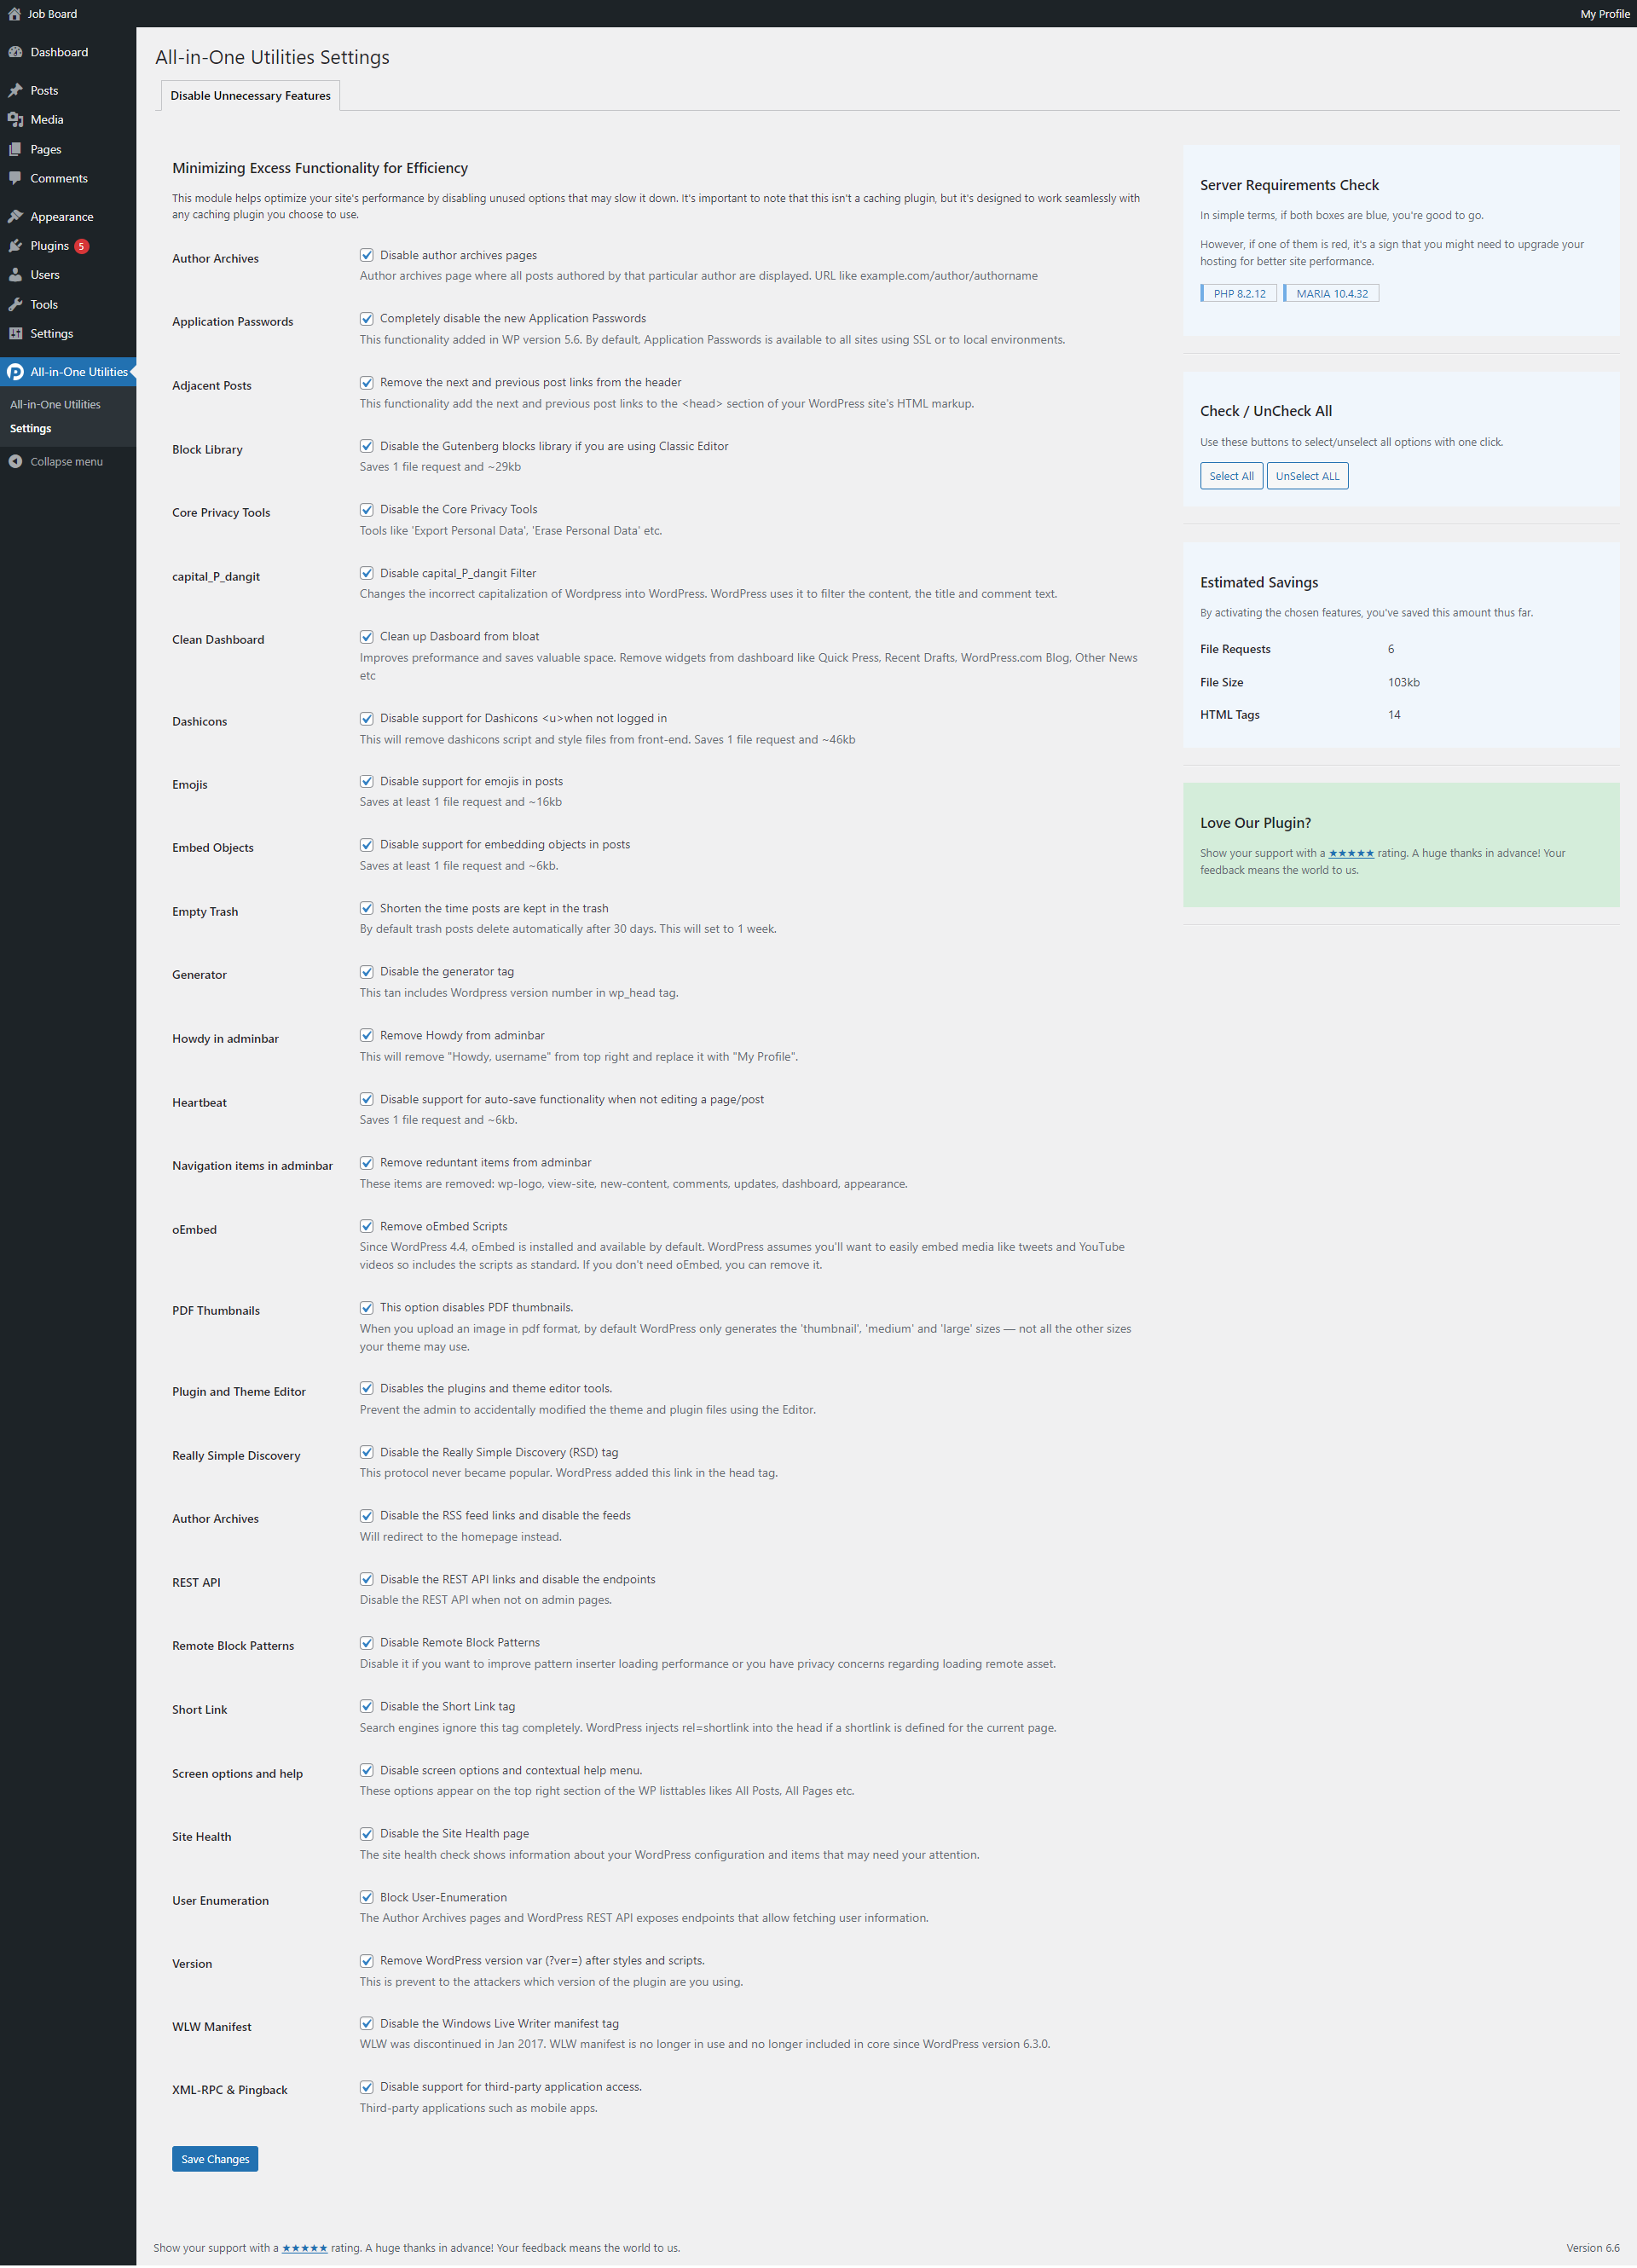 Job Board
My Profile
Dashboard
Posts
Media
Pages
Comments
Appearance
Plugins 5
Users
Tools
Settings
All-in-One Utilities
All-in-One Utilities
Settings
Collapse menu
All-in-One Utilities Settings
Disable Unnecessary Features
Minimizing Excess Functionality for Efficiency
This module helps optimize your site's performance by disabling unused options that may slow it down. It's important to note that this isn't a caching plugin, but it's designed to work seamlessly with
any caching plugin you choose to use.
Author Archives
Disable author archives pages
Author archives page where all posts authored by that particular author are displayed. URL like example.com/author/authorname
Application Passwords
Completely disable the new Application Passwords
This functionality added in WP version 5.6. By default, Application Passwords is available to all sites using SSL or to local environments.
Adjacent Posts
Remove the next and previous post links from the header
This functionality add the next and previous post links to the <head> section of your WordPress site's HTML markup.
Block Library
Disable the Gutenberg blocks library if you are using Classic Editor
Saves 1 file request and ~29kb
Core Privacy Tools
Disable the Core Privacy Tools
Tools like 'Export Personal Data', 'Erase Personal Data' etc.
capital_P_dangit
Disable capital_P_dangit Filter
Changes the incorrect capitalization of Wordpress into WordPress. WordPress uses it to filter the content, the title and comment text.
Clean Dashboard
Clean up Dasboard from bloat
Improves preformance and saves valuable space. Remove widgets from dashboard like Quick Press, Recent Drafts, WordPress.com Blog, Other News
etc
Dashicons
Disable support for Dashicons <u>when not logged in
This will remove dashicons script and style files from front-end. Saves 1 file request and ~46kb
Emojis
Disable support for emojis in posts
Saves at least 1 file request and ~16kb
Embed Objects
Disable support for embedding objects in posts
Saves at least 1 file request and ~6kb.
Empty Trash
Shorten the time posts are kept in the trash
By default trash posts delete automatically after 30 days. This will set to 1 week.
Generator
Disable the generator tag
This tan includes Wordpress version number in wp_head tag.
Howdy in adminbar
Remove Howdy from adminbar
This will remove "Howdy, username" from top right and replace it with "My Profile".
Heartbeat
Disable support for auto-save functionality when not editing a page/post
Saves 1 file request and ~6kb.
Navigation items in adminbar
Remove reduntant items from adminbar
These items are removed: wp-logo, view-site, new-content, comments, updates, dashboard, appearance.
oEmbed
Remove oEmbed Scripts
Since WordPress 4.4, oEmbed is installed and available by default. WordPress assumes you'll want to easily embed media like tweets and YouTube
videos so includes the scripts as standard. If you don't need oEmbed, you can remove it.
PDF Thumbnails
This option disables PDF thumbnails.
When you upload an image in pdf format, by default WordPress only generates the 'thumbnail', 'medium' and 'large' sizes — not all the other sizes
your theme may use.
Plugin and Theme Editor
Disables the plugins and theme editor tools.
Prevent the admin to accidentally modified the theme and plugin files using the Editor.
Really Simple Discovery
Disable the Really Simple Discovery (RSD) tag
This protocol never became popular. WordPress added this link in the head tag.
Author Archives
Disable the RSS feed links and disable the feeds
Will redirect to the homepage instead.
REST API
Disable the REST API links and disable the endpoints
Disable the REST API when not on admin pages.
Remote Block Patterns
Disable Remote Block Patterns
Disable it if you want to improve pattern inserter loading performance or you have privacy concerns regarding loading remote asset.
Short Link
Disable the Short Link tag
Search engines ignore this tag completely. WordPress injects rel=shortlink into the head if a shortlink is defined for the current page.
Screen options and help
Disable screen options and contextual help menu.
These options appear on the top right section of the WP listtables likes All Posts, All Pages etc.
Site Health
Disable the Site Health page
The site health check shows information about your WordPress configuration and items that may need your attention.
User Enumeration
Block User-Enumeration
The Author Archives pages and WordPress REST API exposes endpoints that allow fetching user information.
Version
Remove WordPress version var (?ver=) after styles and scripts.
This is prevent to the attackers which version of the plugin are you using.
WLW Manifest
Disable the Windows Live Writer manifest tag
WLW was discontinued in Jan 2017. WLW manifest is no longer in use and no longer included in core since WordPress version 6.3.0.
XML-RPC & Pingback
Disable support for third-party application access.
Third-party applications such as mobile apps.
Save Changes
Server Requirements Check
In simple terms, if both boxes are blue, you're good to go.
However, if one of them is red, it's a sign that you might need to upgrade your
hosting for better site performance.
PHP 8.2.12
MARIA 10.4.32
Check / UnCheck All
Use these buttons to select/unselect all options with one click.
Select All
UnSelect ALL
Estimated Savings
By activating the chosen features, you've saved this amount thus far.
File Requests 6
File Size 103kb
HTML Tags 14
Love Our Plugin?
Show your support with a ★★★★★ rating. A huge thanks in advance! Your
feedback means the world to us.
Show your support with a ★★★★★ rating. A huge thanks in advance! Your feedback means the world to us.
Version 6.6